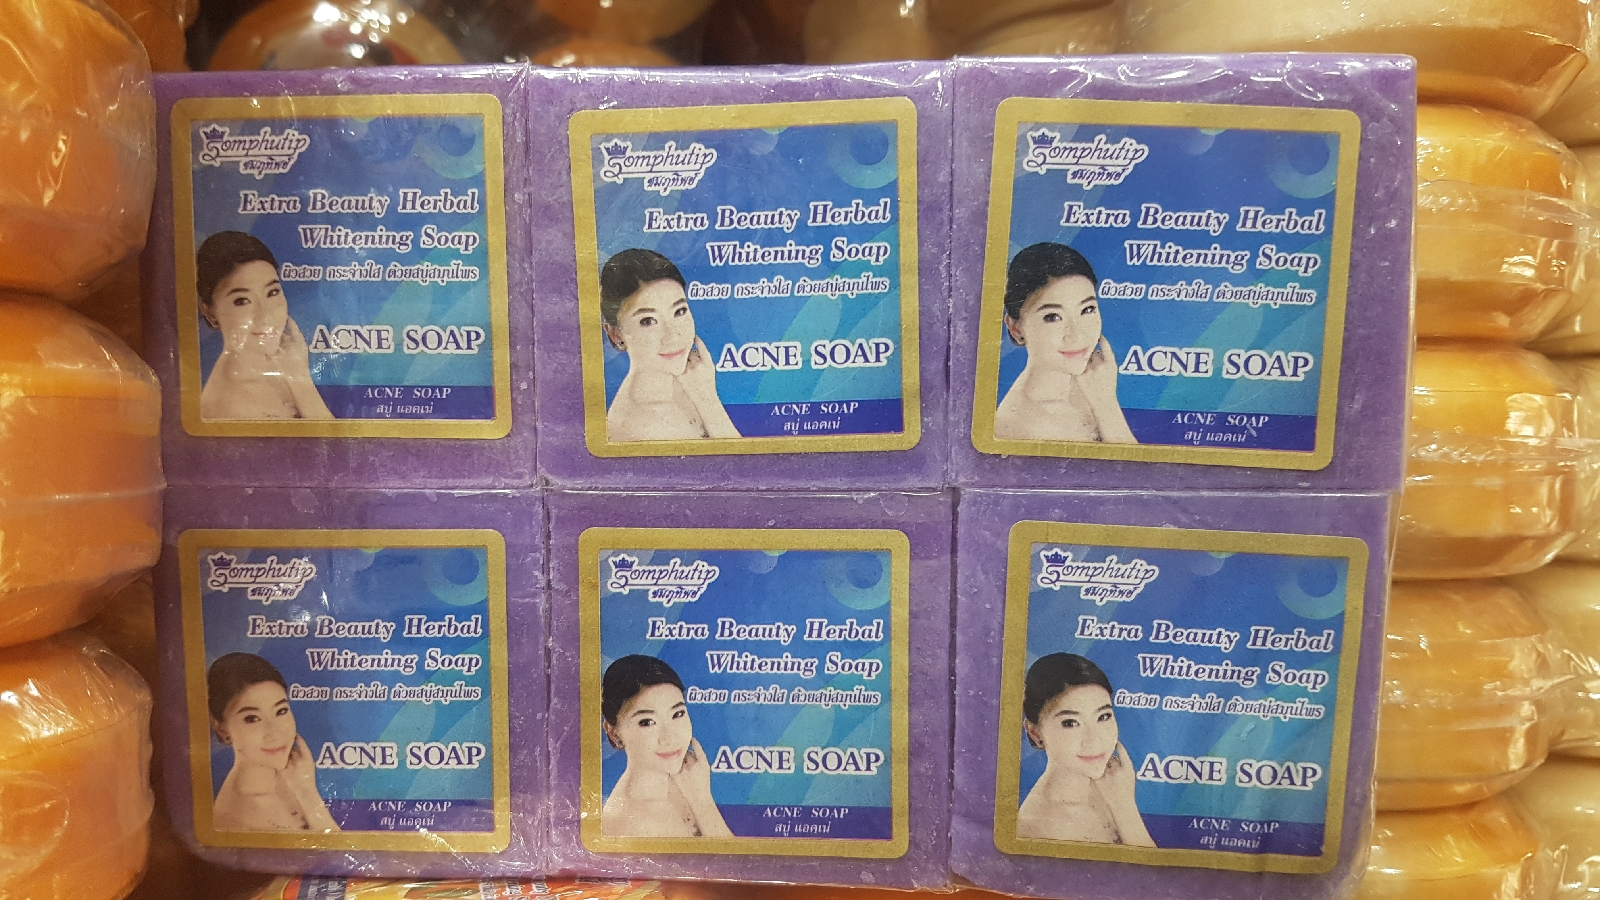 Somphutip
ชมภูทิพย์
Extra Beauty Herbal
Whitening Soap
ผิวสวย กระจ่างใส ด้วยสบู่สมุนไพร
ACNE SOAP
ACNE SOAP
สบู่ แอคเน่
Somphutip
ชมภูทิพย์
Extra Beauty Herbal
Whitening Soap
ผิวสวย กระจ่างใส ด้วยสบู่สมุนไพร
ACNE SOAP
ACNE SOAP
สบู่ แอคเน่
Somphutip
ชมภูทิพย์
Extra Beauty Herbal
Whitening Soap
ผิวสวย กระจ่างใส ด้วยสบู่สมุนไพร
ACNE SOAP
ACNE SOAP
สบู่ แอคเน่
Somphutip
ชมภูทิพย์
Extra Beauty Herbal
Whitening Soap
ผิวสวย กระจ่างใส ด้วยสบู่สมุนไพร
ACNE SOAP
ACNE SOAP
สบู่ แอคเน่
Somphutip
ชมภูทิพย์
Extra Beauty Herbal
Whitening Soap
ผิวสวย กระจ่างใส ด้วยสบู่สมุนไพร
ACNE SOAP
ACNE SOAP
สบู่ แอคเน่
Somphutip
ชมภูทิพย์
Extra Beauty Herbal
Whitening Soap
ผิวสวย กระจ่างใส ด้วยสบู่สมุนไพร
ACNE SOAP
ACNE SOAP
สบู่ แอคเน่